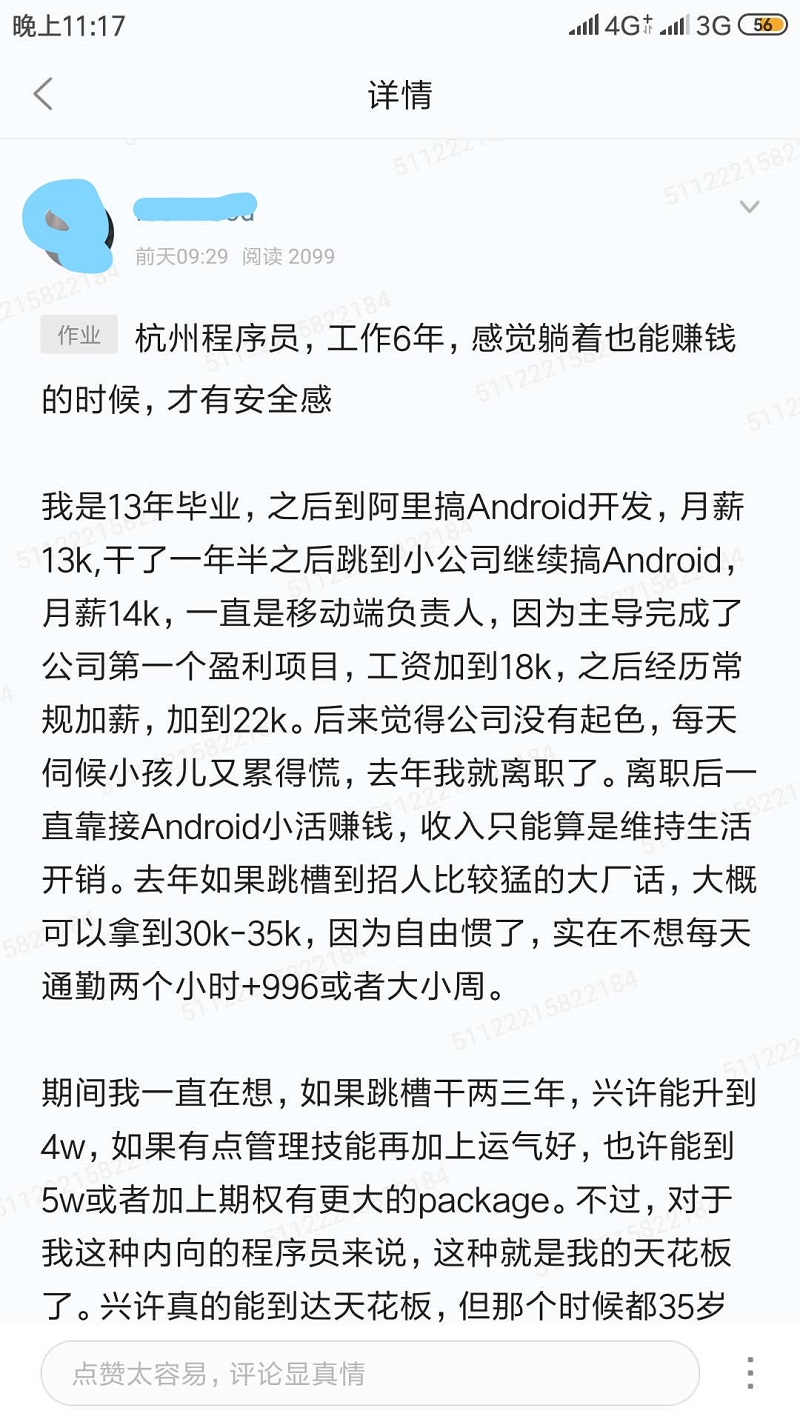 晚上11:17
4G+ 3G 56
详情
前天09:29 阅读 2099
作业 杭州程序员，工作6年，感觉躺着也能赚钱
的时候，才有安全感
我是13年毕业，之后到阿里搞Android开发，月薪
13k,干了一年半之后跳到小公司继续搞Android，
月薪14k，一直是移动端负责人，因为主导完成了
公司第一个盈利项目，工资加到18k，之后经历常
规加薪，加到22k。后来觉得公司没有起色，每天
伺候小孩儿又累得慌，去年我就离职了。离职后一
直靠接Android小活赚钱，收入只能算是维持生活
开销。去年如果跳槽到招人比较猛的大厂话，大概
可以拿到30k-35k，因为自由惯了，实在不想每天
通勤两个小时+996或者大小周。
期间我一直在想，如果跳槽干两三年，兴许能升到
4w，如果有点管理技能再加上运气好，也许能到
5w或者加上期权有更大的package。不过，对于
我这种内向的程序员来说，这种就是我的天花板
了。兴许真的能到达天花板，但那个时候都35岁
点赞太容易，评论显真情
51122215822184